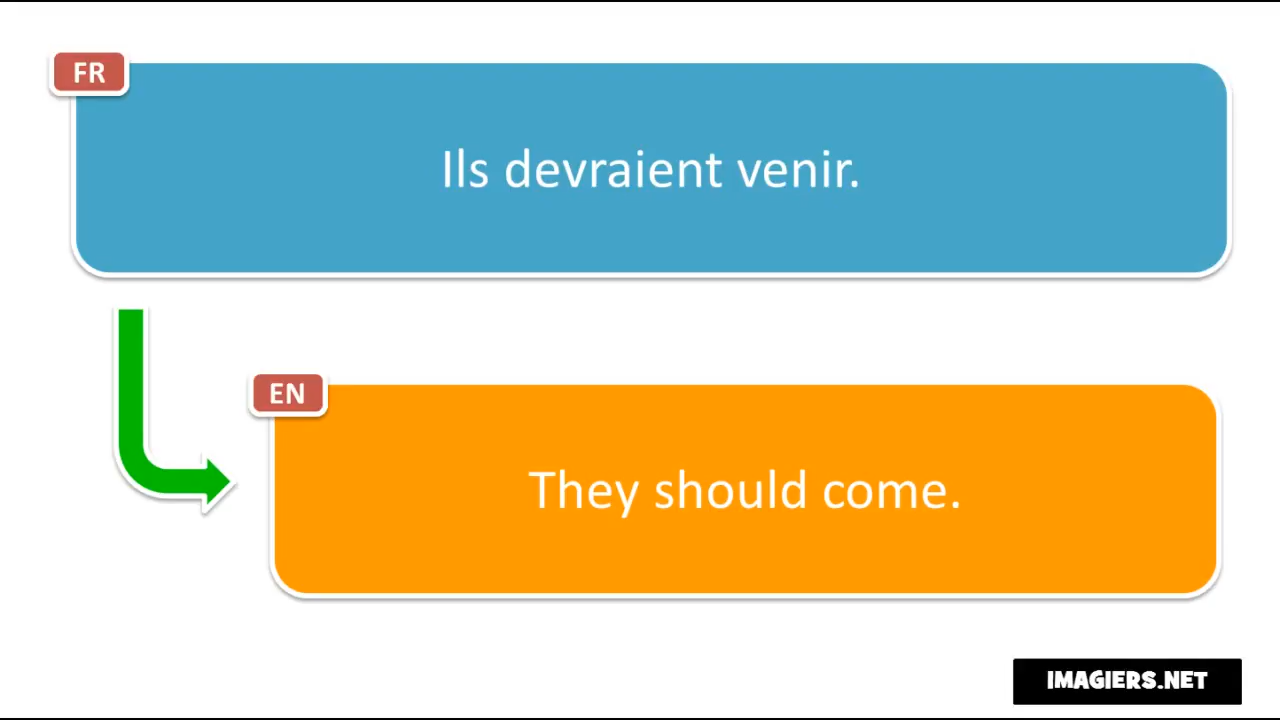 FR
Ils devraient venir.
EN
They should come.
IMAGIERS.NET